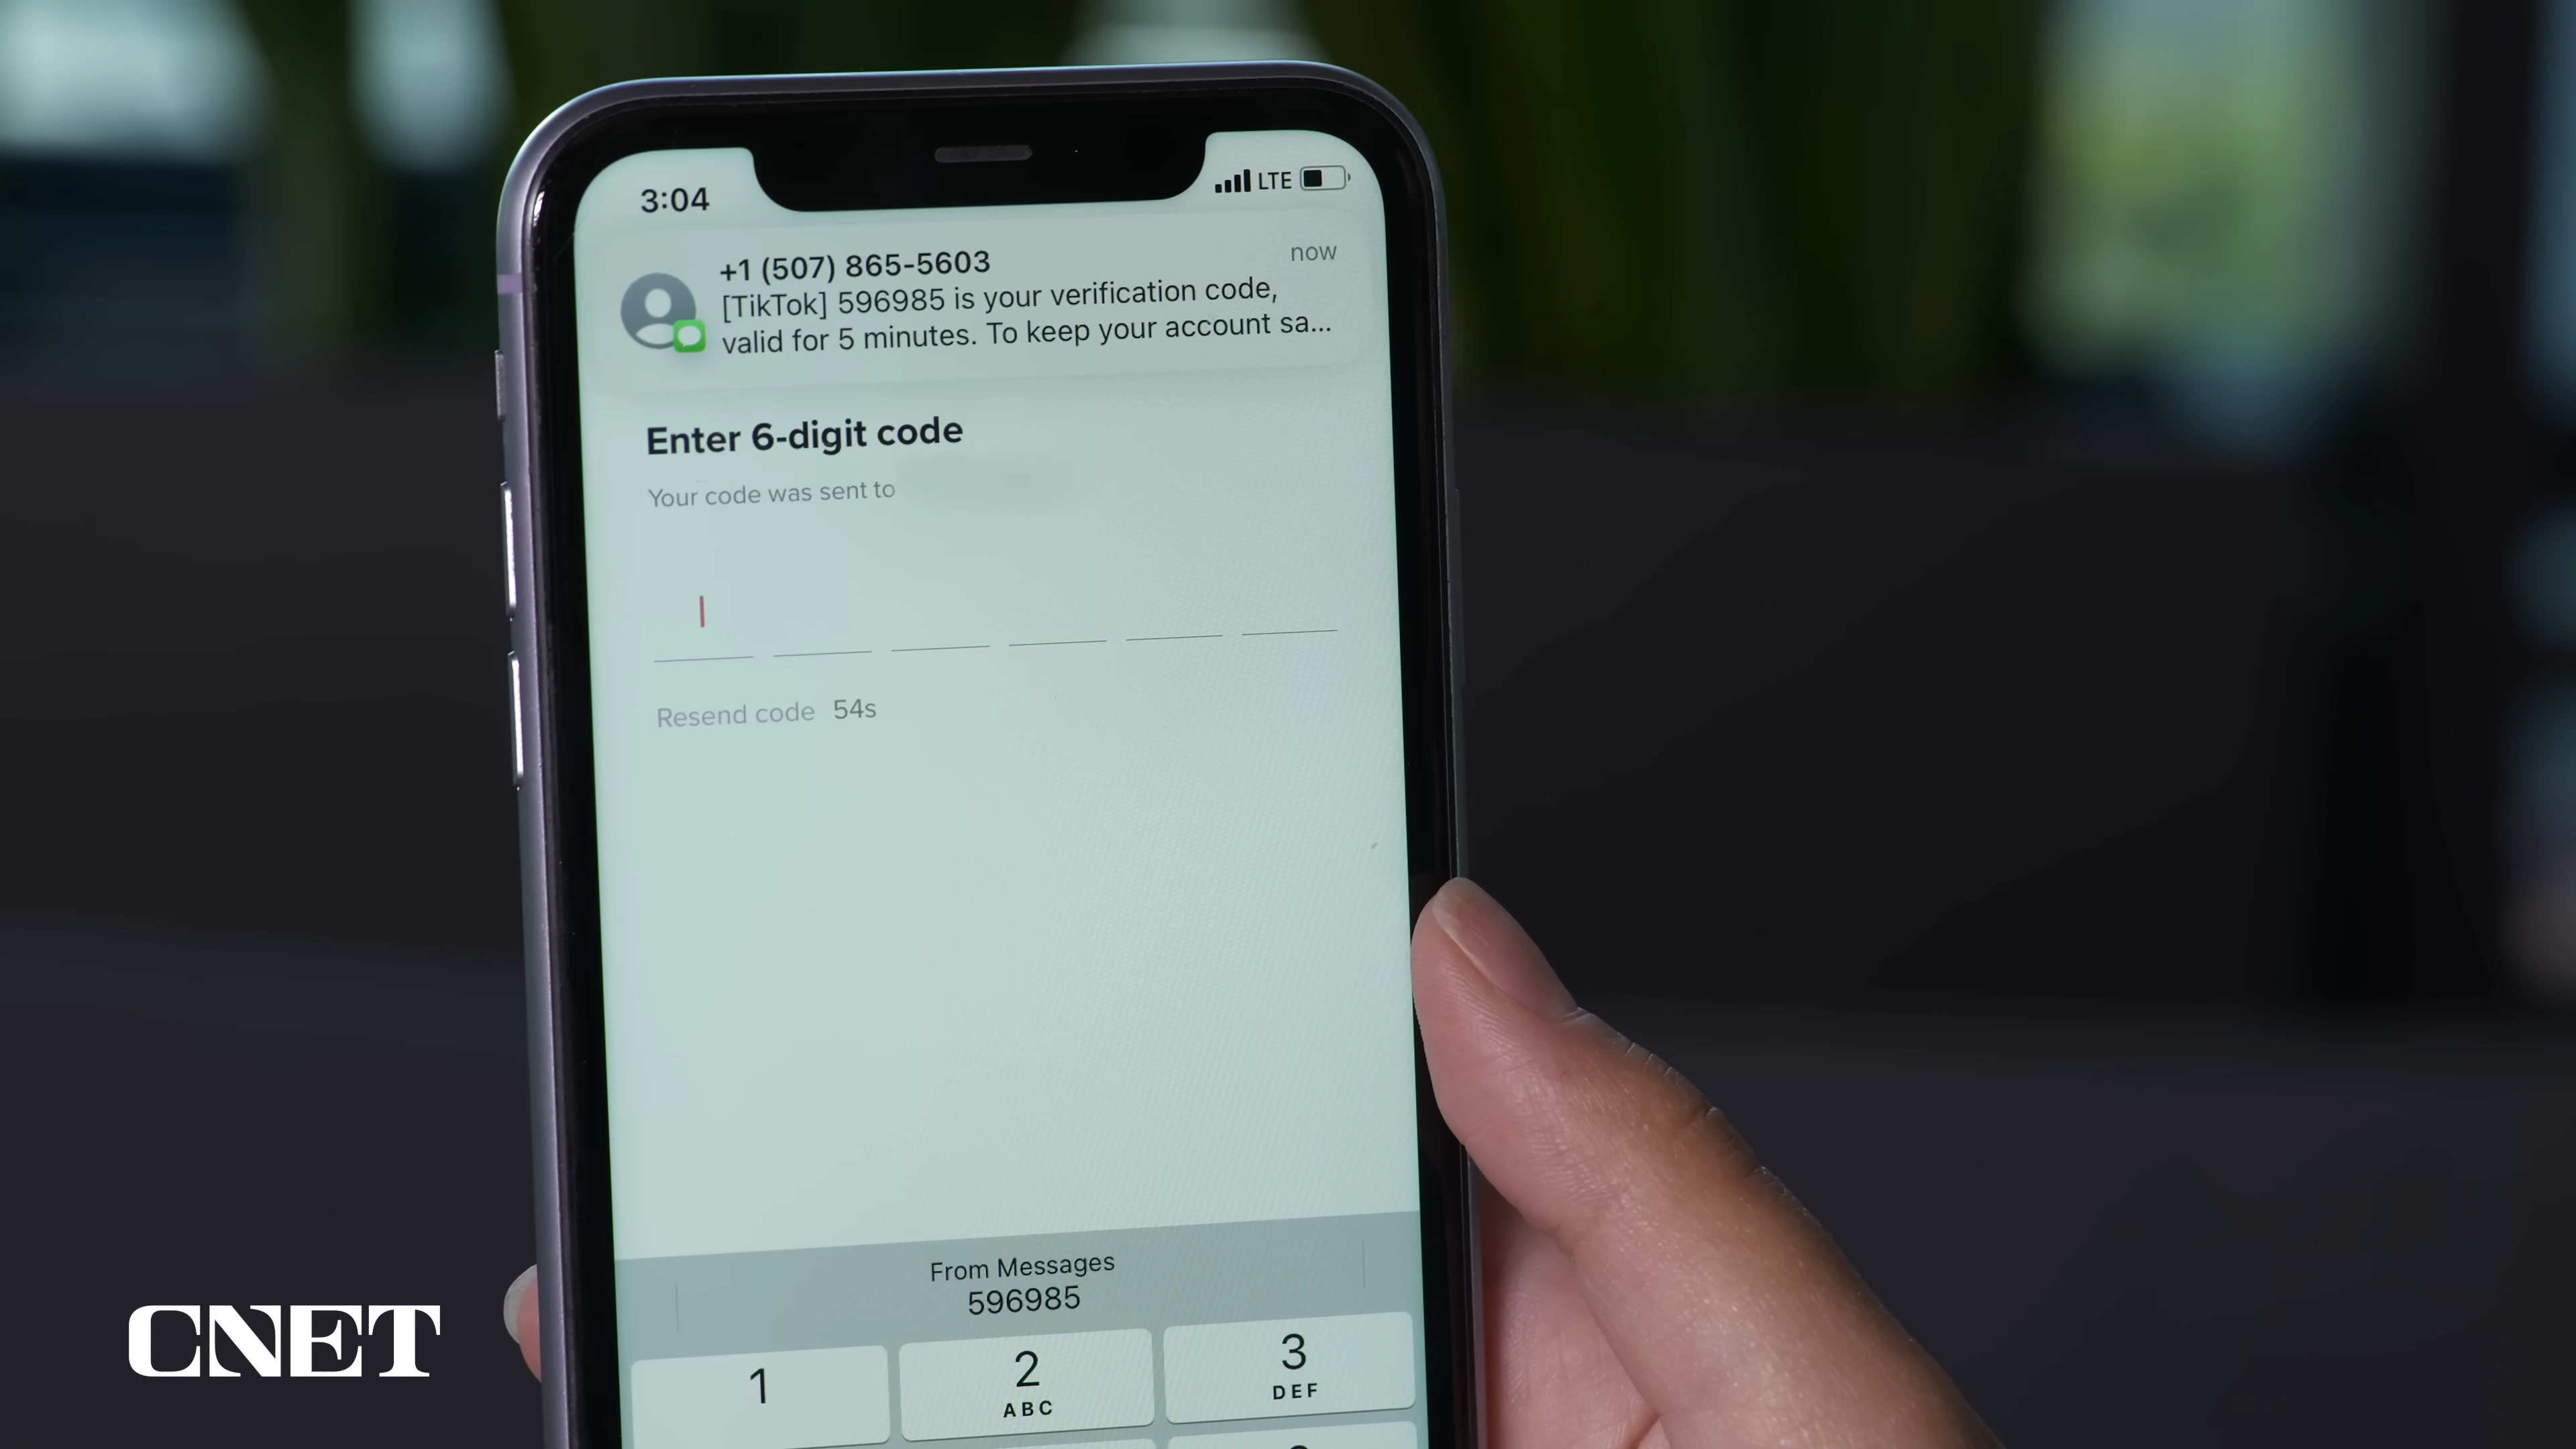 3:04
LTE
+1 (507) 865-5603
now
[TikTok] 596985 is your verification code,
valid for 5 minutes. To keep your account sa...
Enter 6-digit code
Your code was sent to
Resend code 54s
From Messages
596985
1
2
3
ABC
DEF
CNET